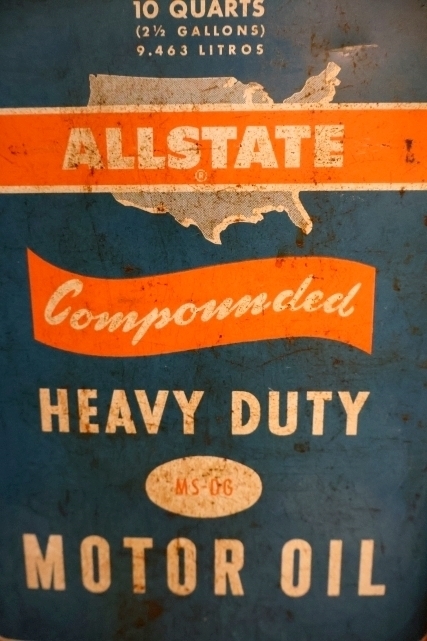 10 QUARTS
(2½ GALLONS)
9.463 LITROS
ALLSTATE
®
Compounded
HEAVY DUTY
MS-DG
MOTOR OIL